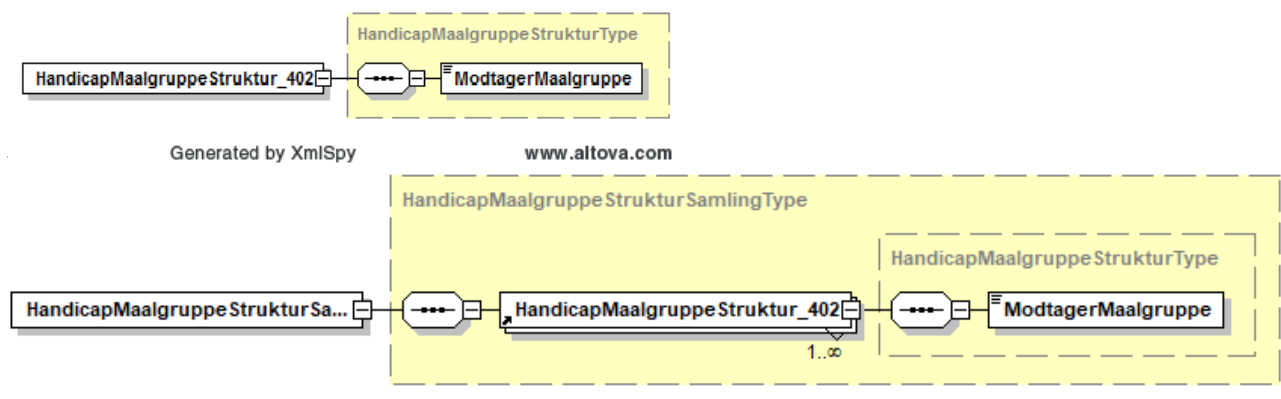 HandicapMaalgruppeStrukturType
HandicapMaalgruppeStruktur_402
ModtagerMaalgruppe
Generated by XmlSpy www.altova.com
HandicapMaalgruppeStrukturSamlingType
HandicapMaalgruppeStrukturType
HandicapMaalgruppeStrukturSa...
HandicapMaalgruppeStruktur_402
ModtagerMaalgruppe
1..∞